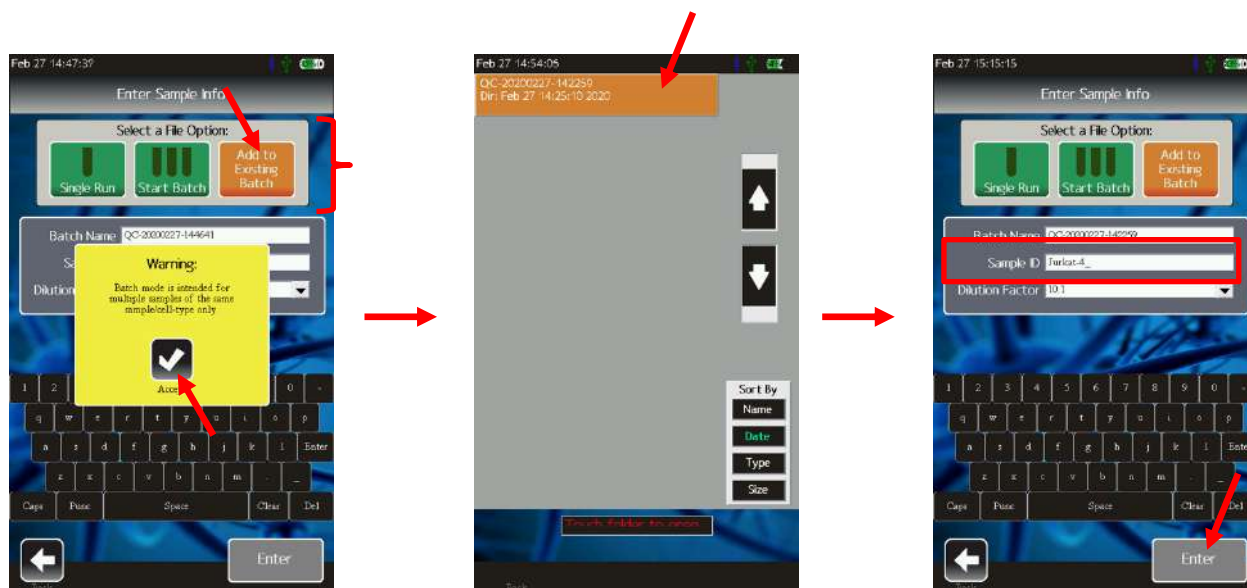 Feb 27 14:47:37
Enter Sample Info
Select a File Option:
Single Run
Start Batch
Add to
Existing
Batch
Batch Name QC-20200227-144641
Dilution
Warning:
Batch mode is intended for
multiple samples of the same
sample/cell-type only
1 2 0 -
q w e r t y u i o p
a s d f g h j k l Enter
z x c v b n m . _
Caps Punc Space Clear Del
Enter
Feb 27 14:54:05
QC-20200227-142259
Dir: Feb 27 14:25:10 2020
Sort By
Name
Date
Type
Size
Touch folder to open
Feb 27 15:15:15
Enter Sample Info
Select a File Option:
Single Run
Start Batch
Add to
Existing
Batch
Batch Name QC-20200227-142259
Sample ID Jurkat-4_
Dilution Factor 10.1
1 2 3 4 5 6 7 8 9 0 -
q w e r t y u i o p
a s d f g h j k l Enter
z x c v b n m . _
Caps Punc Space Clear Del
Enter